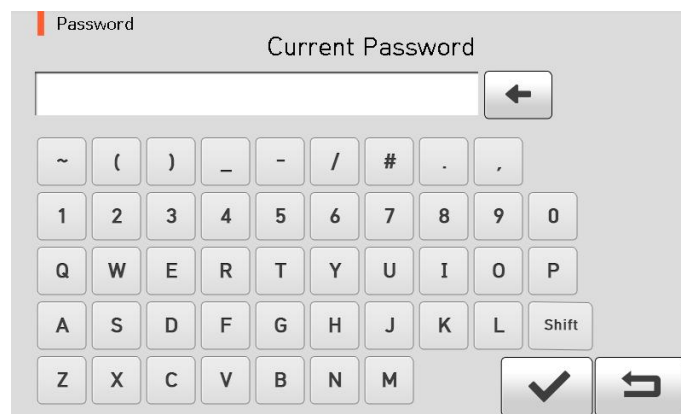 Password
Current Password
~ ( ) _ - / # . ,
1 2 3 4 5 6 7 8 9 0
Q W E R T Y U I O P
A S D F G H J K L Shift
Z X C V B N M